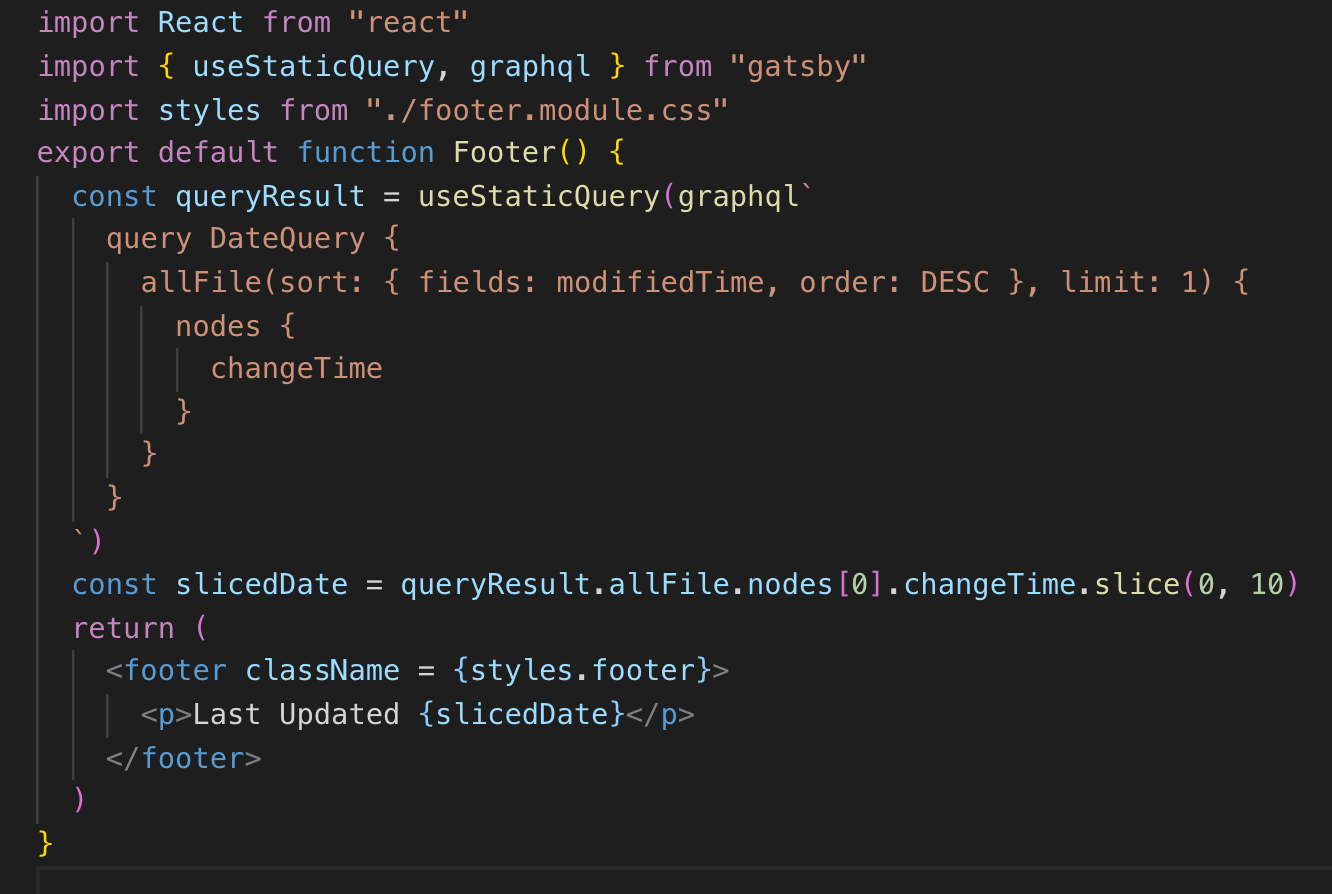 import React from "react"
import { useStaticQuery, graphql } from "gatsby"
import styles from "./footer.module.css"
export default function Footer() {
  const queryResult = useStaticQuery(graphql`
    query DateQuery {
      allFile(sort: { fields: modifiedTime, order: DESC }, limit: 1) {
        nodes {
          changeTime
        }
      }
    }
  `)
  const slicedDate = queryResult.allFile.nodes[0].changeTime.slice(0, 10)
  return (
    <footer className = {styles.footer}>
      <p>Last Updated {slicedDate}</p>
    </footer>
  )
}